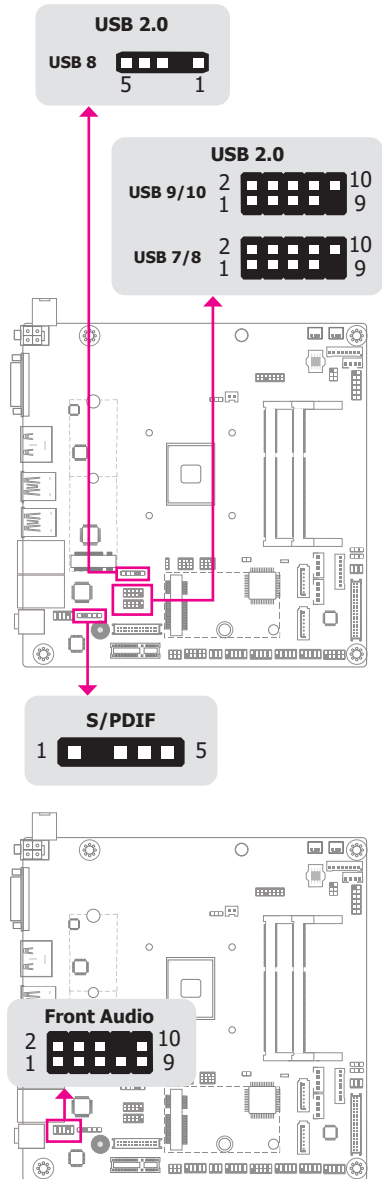 USB 2.0
USB 8
5 1
USB 2.0
USB 9/10 2 10
1 9
USB 7/8 2 10
1 9
S/PDIF
1 5
Front Audio
2 10
1 9